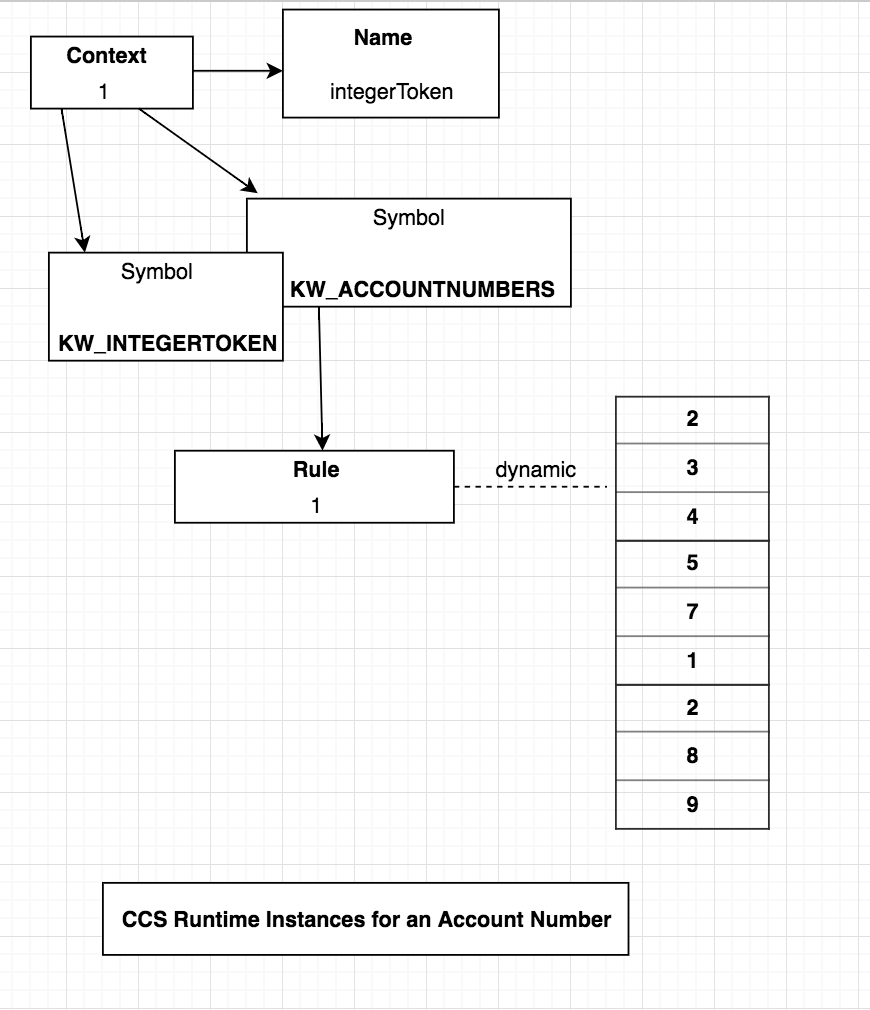 Context
1
Name
integerToken
Symbol
KW_ACCOUNTNUMBERS
Symbol
KW_INTEGERTOKEN
Rule
1
dynamic
2
3
4
5
7
1
2
8
9
CCS Runtime Instances for an Account Number